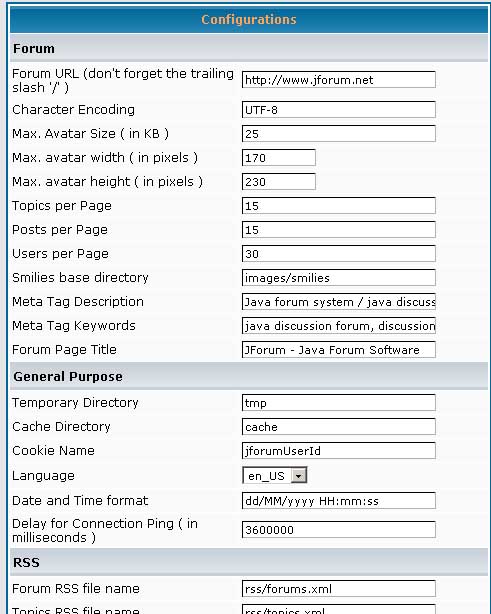 Configurations
Forum
Forum URL (don't forget the trailing
slash '/' )
http://www.jforum.net
Character Encoding
UTF-8
Max. Avatar Size ( in KB )
25
Max. avatar width ( in pixels )
170
Max. avatar height ( in pixels )
230
Topics per Page
15
Posts per Page
15
Users per Page
30
Smilies base directory
images/smilies
Meta Tag Description
Java forum system / java discuss
Meta Tag Keywords
java discussion forum, discussion
Forum Page Title
JForum - Java Forum Software
General Purpose
Temporary Directory
tmp
Cache Directory
cache
Cookie Name
jforumUserId
Language
en_US
Date and Time format
dd/MM/yyyy HH:mm:ss
Delay for Connection Ping ( in
milliseconds )
3600000
RSS
Forum RSS file name
rss/forums.xml
Topics RSS file name
rss/topics.xml